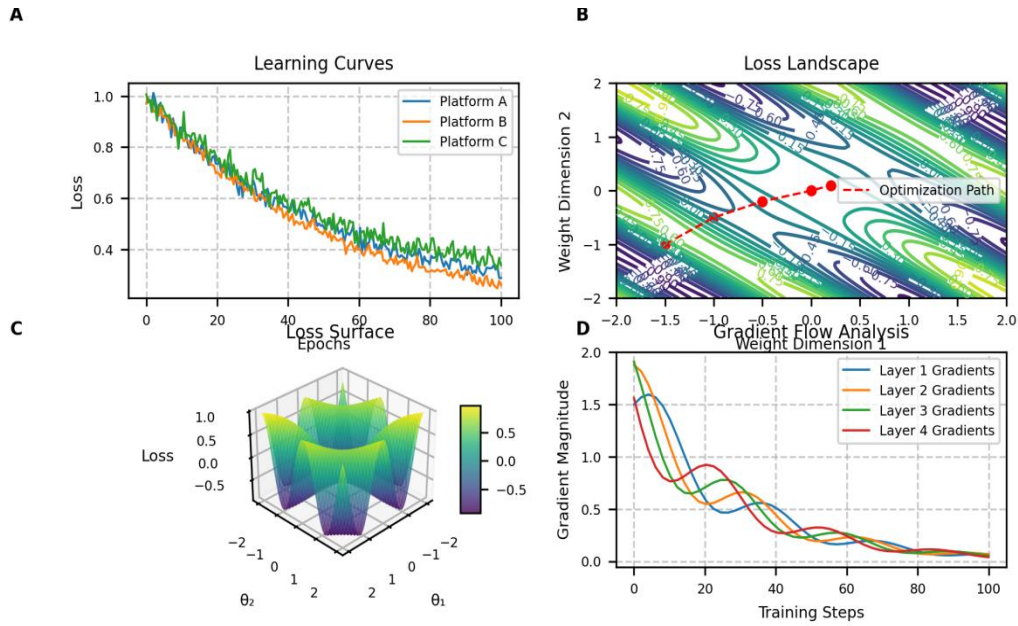 A
Learning Curves
1.0
0.8
0.6
0.4
Loss
Platform A
Platform B
Platform C
0 20 40 60 80 100
Epochs
B
Loss Landscape
2
1
0
−1
−2
Weight Dimension 2
Optimization Path
−2.0 −1.5 −1.0 −0.5 0.0 0.5 1.0 1.5 2.0
Weight Dimension 1
C
Loss Surface
1.0
0.5
0.0
−0.5
Loss
−2
−1
0
1
2
θ₂
−2
−1
0
1
2
θ₁
0.5
0.0
−0.5
D
Gradient Flow Analysis
2.0
1.5
1.0
0.5
0.0
Gradient Magnitude
Layer 1 Gradients
Layer 2 Gradients
Layer 3 Gradients
Layer 4 Gradients
0 20 40 60 80 100
Training Steps